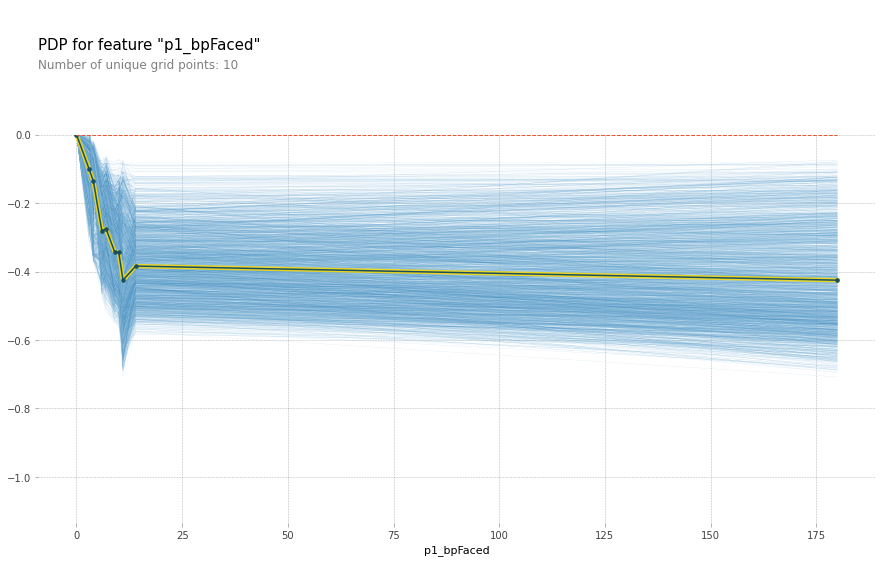 PDP for feature "p1_bpFaced"
Number of unique grid points: 10
0.0
−0.2
−0.4
−0.6
−0.8
−1.0
0 25 50 75 100 125 150 175
p1_bpFaced